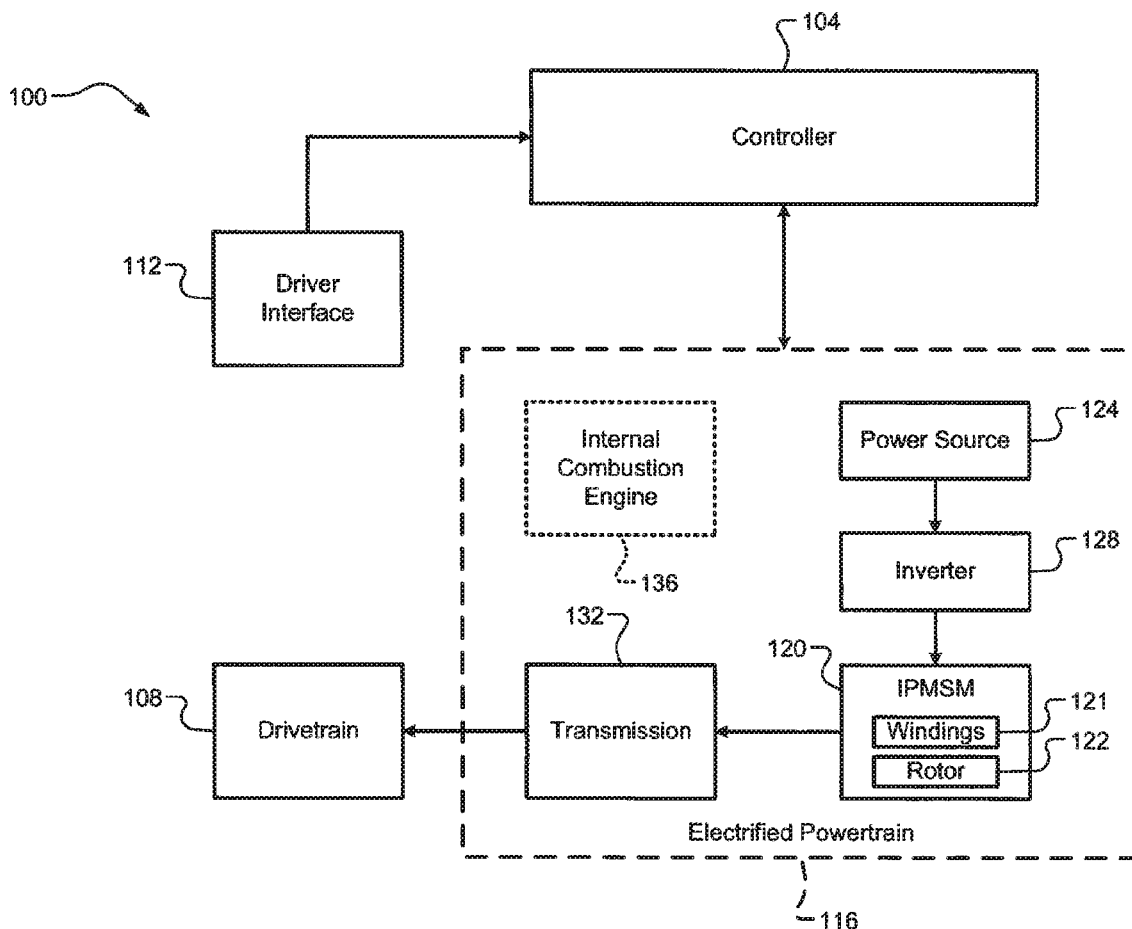 104
100
Controller
112
Driver
Interface
Internal
Combustion
Engine
136
Power Source
124
Inverter
128
132
120
IPMSM
Windings
121
Rotor
122
108
Drivetrain
Transmission
Electrified Powertrain
116